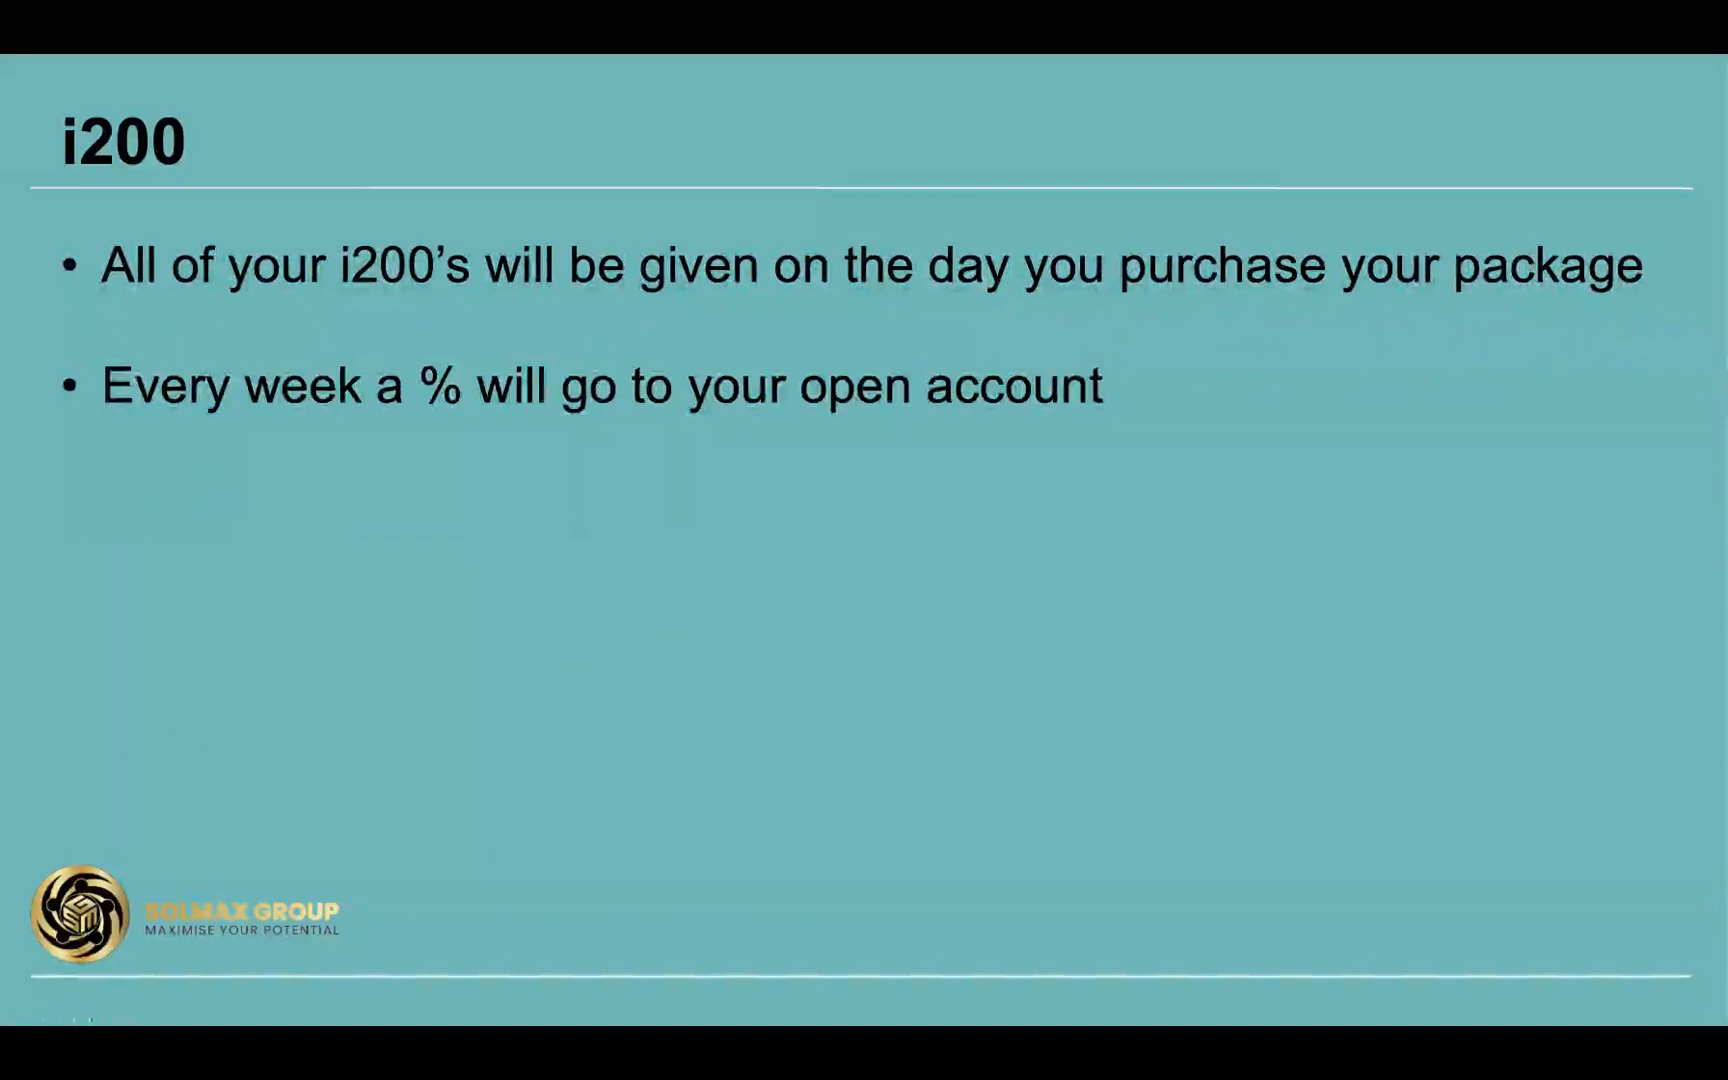 i200
• All of your i200’s will be given on the day you purchase your package
• Every week a % will go to your open account
SOLMAX GROUP
MAXIMISE YOUR POTENTIAL